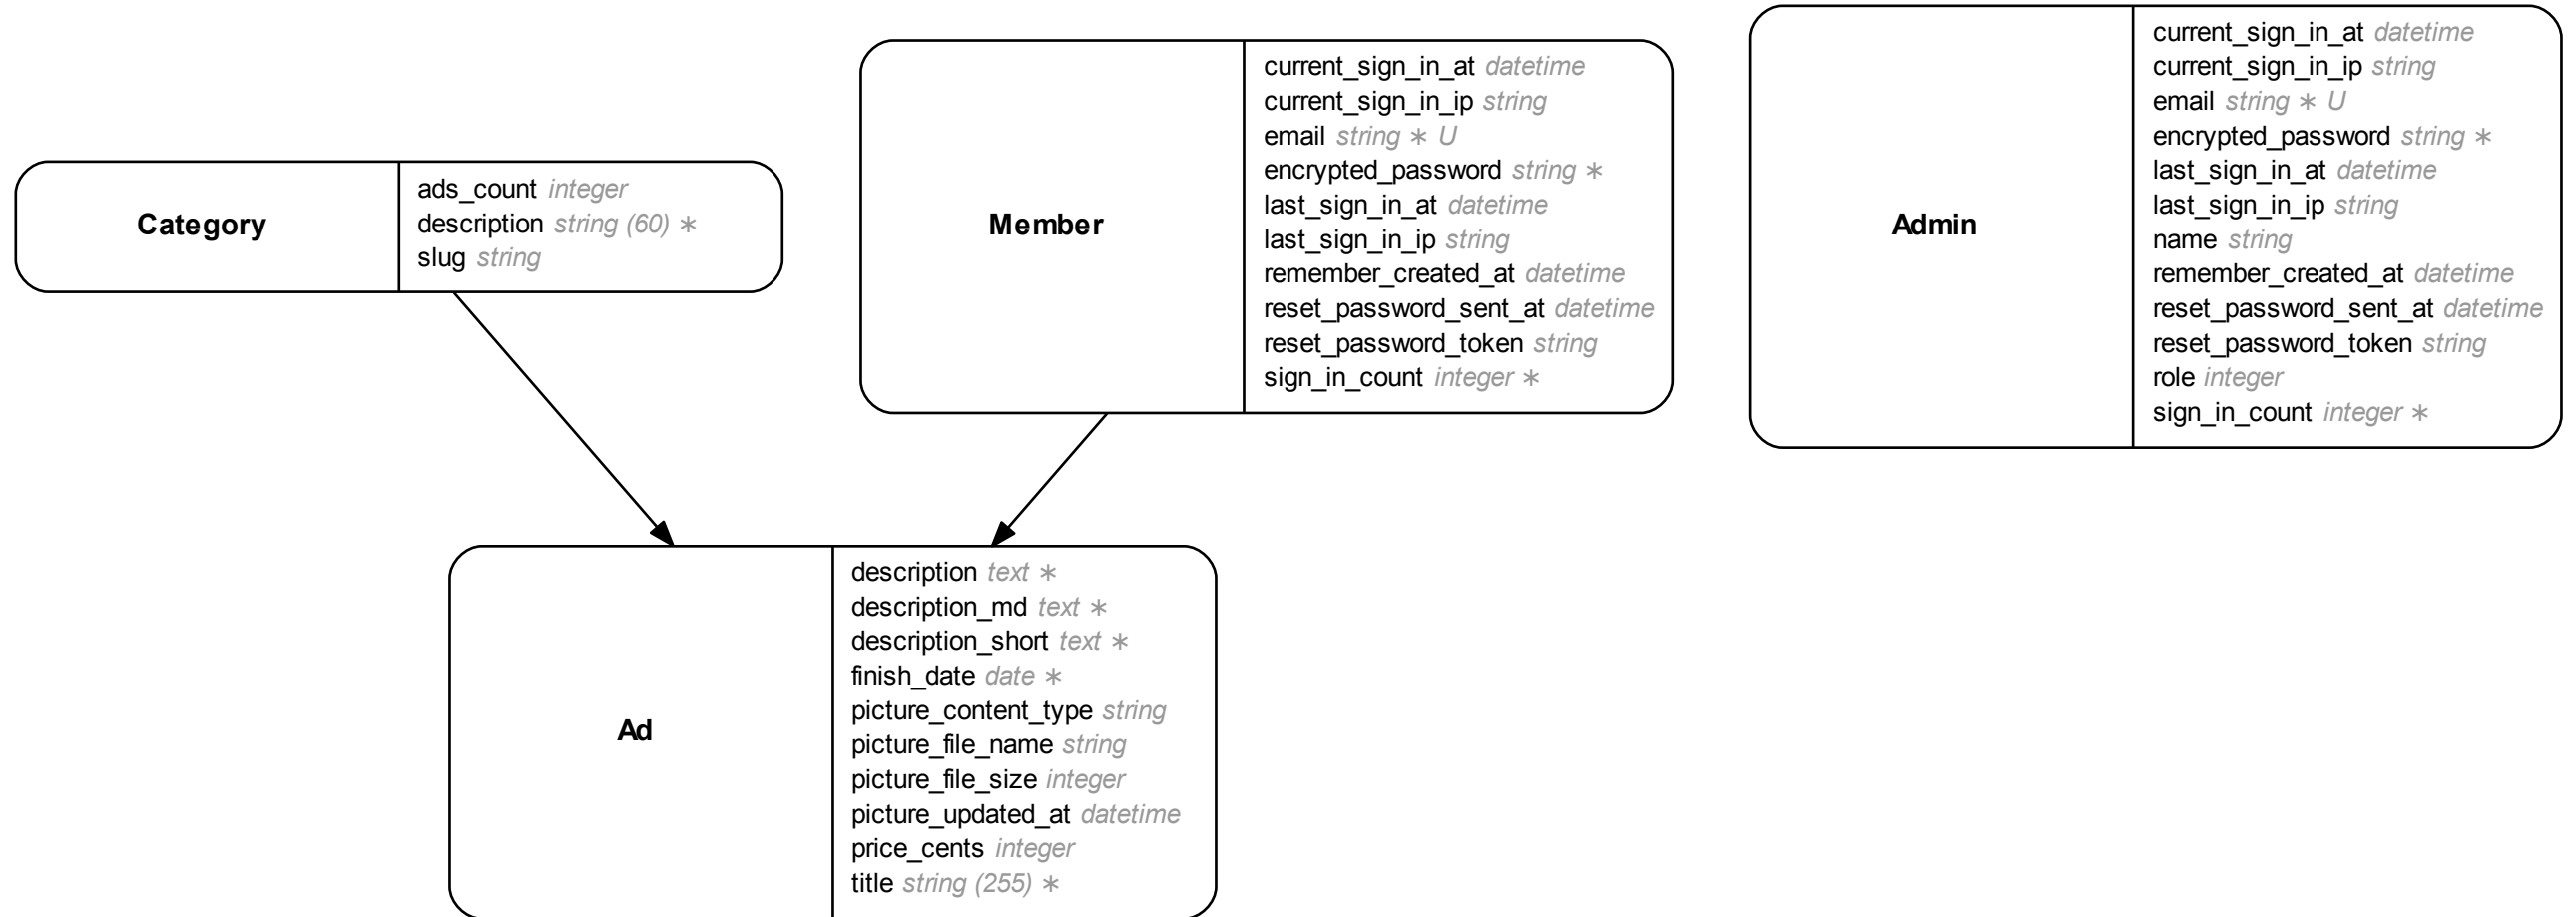 Category
ads_count integer
description string (60) ∗
slug string
Member
current_sign_in_at datetime
current_sign_in_ip string
email string ∗ U
encrypted_password string ∗
last_sign_in_at datetime
last_sign_in_ip string
remember_created_at datetime
reset_password_sent_at datetime
reset_password_token string
sign_in_count integer ∗
Admin
current_sign_in_at datetime
current_sign_in_ip string
email string ∗ U
encrypted_password string ∗
last_sign_in_at datetime
last_sign_in_ip string
name string
remember_created_at datetime
reset_password_sent_at datetime
reset_password_token string
role integer
sign_in_count integer ∗
Ad
description text ∗
description_md text ∗
description_short text ∗
finish_date date ∗
picture_content_type string
picture_file_name string
picture_file_size integer
picture_updated_at datetime
price_cents integer
title string (255) ∗